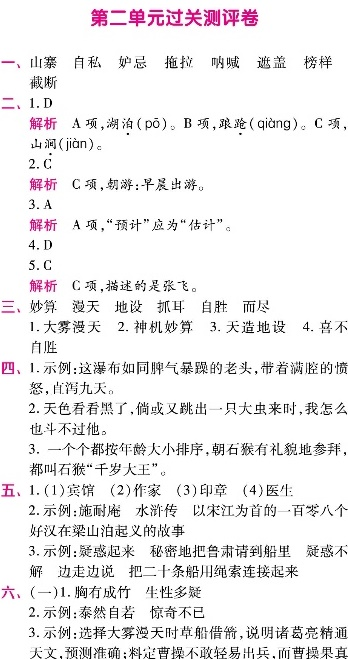 第二单元过关测评卷
一、山寨 自私 妒忌 拖拉 呐喊 遮盖 榜样
截断
二、1. D
解析 A项,湖泊(pō)。B项,踉跄(qiàng)。C项,
山涧(jiàn)。
2. C
解析 C项,朝游:早晨出游。
3. A
解析 A项,“预计”应为“估计”。
4. D
5. C
解析 C项,描述的是张飞。
三、妙算 漫天 地设 抓耳 自胜 而尽
1. 大雾漫天 2. 神机妙算 3. 天造地设 4. 喜不
自胜
四、1. 示例:这瀑布如同脾气暴躁的老头,带着满腔的愤
怒,直泻九天。
2. 天色看看黑了,倘或又跳出一只大虫来时,我怎么
也斗不过他。
3. 一个个都按年龄大小排序,朝石猴有礼貌地参拜,
都叫石猴“千岁大王”。
五、1. (1)宾馆 (2)作家 (3)印章 (4)医生
2. 示例:施耐庵 水浒传 以宋江为首的一百零八个
好汉在梁山泊起义的故事
3. 示例:疑惑起来 秘密地把鲁肃请到船里 疑惑不
解 边走边说 把二十条船用绳索连接起来
六、(一)1. 胸有成竹 生性多疑
2. 示例:泰然自若 惊奇不已
3. 示例:选择大雾漫天时草船借箭,说明诸葛亮精通
天文,预测准确;料定曹操不敢轻易出兵,而曹操果真